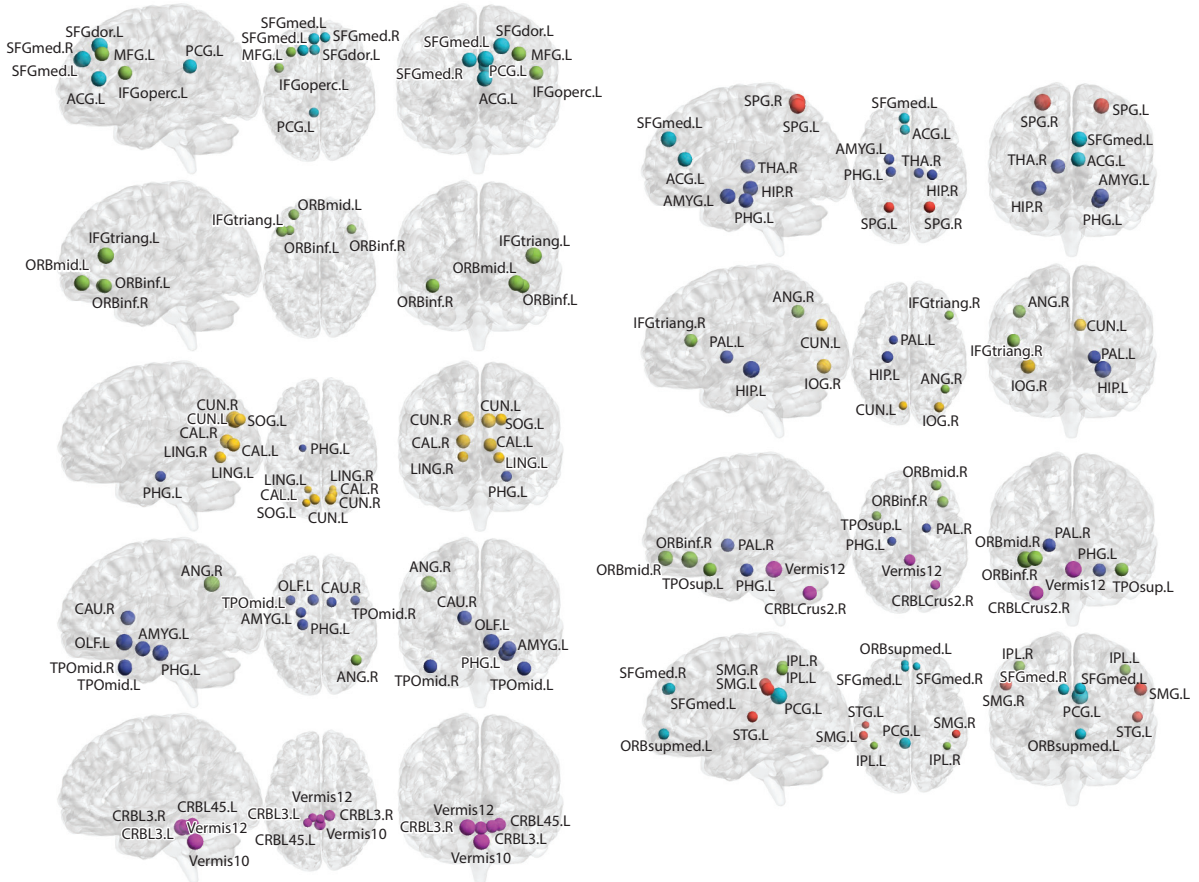 SFGdor.L
SFGmed.R
MFG.L
PCG.L
SFGmed.L
IFGoperc.L
ACG.L
SFGmed.L
SFGmed.L
SFGmed.R
MFG.L
SFGdor.L
PCG.L
SFGdor.L
SFGmed.L
MFG.L
SFGmed.R
PCG.L
IFGoperc.L
ACG.L
IFGtriang.L
ORBmid.L
ORBinf.L
ORBinf.R
ORBmid.L
IFGtriang.L
ORBinf.L
ORBinf.R
IFGtriang.L
ORBmid.L
ORBinf.R
ORBinf.L
CUN.R
CUN.L
SOG.L
CAL.R
CAL.L
LING.R
LING.L
PHG.L
PHG.L
LING.L
LING.R
CAL.L
CAL.R
SOG.L
CUN.R
CUN.L
CUN.L
CUN.R
SOG.L
CAL.R
CAL.L
LING.R
LING.L
PHG.L
ANG.R
CAU.R
OLF.L
AMYG.L
TPOmid.R
PHG.L
TPOmid.L
OLF.L
CAU.R
TPOmid.L
TPOmid.R
AMYG.L
PHG.L
ANG.R
ANG.R
CAU.R
OLF.L
AMYG.L
PHG.L
TPOmid.R
TPOmid.L
CRBL45.L
CRBL3.R
CRBL3.L
Vermis12
Vermis10
Vermis12
CRBL3.L
CRBL3.R
CRBL45.L
Vermis10
Vermis12
CRBL3.R
CRBL45.L
CRBL3.L
Vermis10
SPG.R
SPG.L
SFGmed.L
ACG.L
THA.R
HIP.R
AMYG.L
PHG.L
SFGmed.L
ACG.L
AMYG.L
THA.R
PHG.L
HIP.R
SPG.L
SPG.R
SPG.R
SPG.L
SFGmed.L
THA.R
ACG.L
AMYG.L
HIP.R
PHG.L
ANG.R
IFGtriang.R
CUN.L
PAL.L
IOG.R
HIP.L
IFGtriang.R
PAL.L
HIP.L
ANG.R
CUN.L
IOG.R
ANG.R
CUN.L
IFGtriang.R
PAL.L
IOG.R
HIP.L
ORBinf.R
PAL.R
ORBmid.R
Vermis12
TPOsup.L
PHG.L
CRBLCrus2.R
ORBmid.R
ORBinf.R
TPOsup.L
PAL.R
PHG.L
Vermis12
CRBLCrus2.R
PAL.R
ORBmid.R
PHG.L
ORBinf.R
Vermis12
TPOsup.L
CRBLCrus2.R
IPL.R
SMG.R
IPL.L
SMG.L
SFGmed.R
SFGmed.L
PCG.L
STG.L
ORBsupmed.L
ORBsupmed.L
SFGmed.L
SFGmed.R
STG.L
SMG.L
PCG.L
SMG.R
IPL.L
IPL.R
IPL.R
IPL.L
SFGmed.R
SFGmed.L
SMG.R
SMG.L
PCG.L
STG.L
ORBsupmed.L